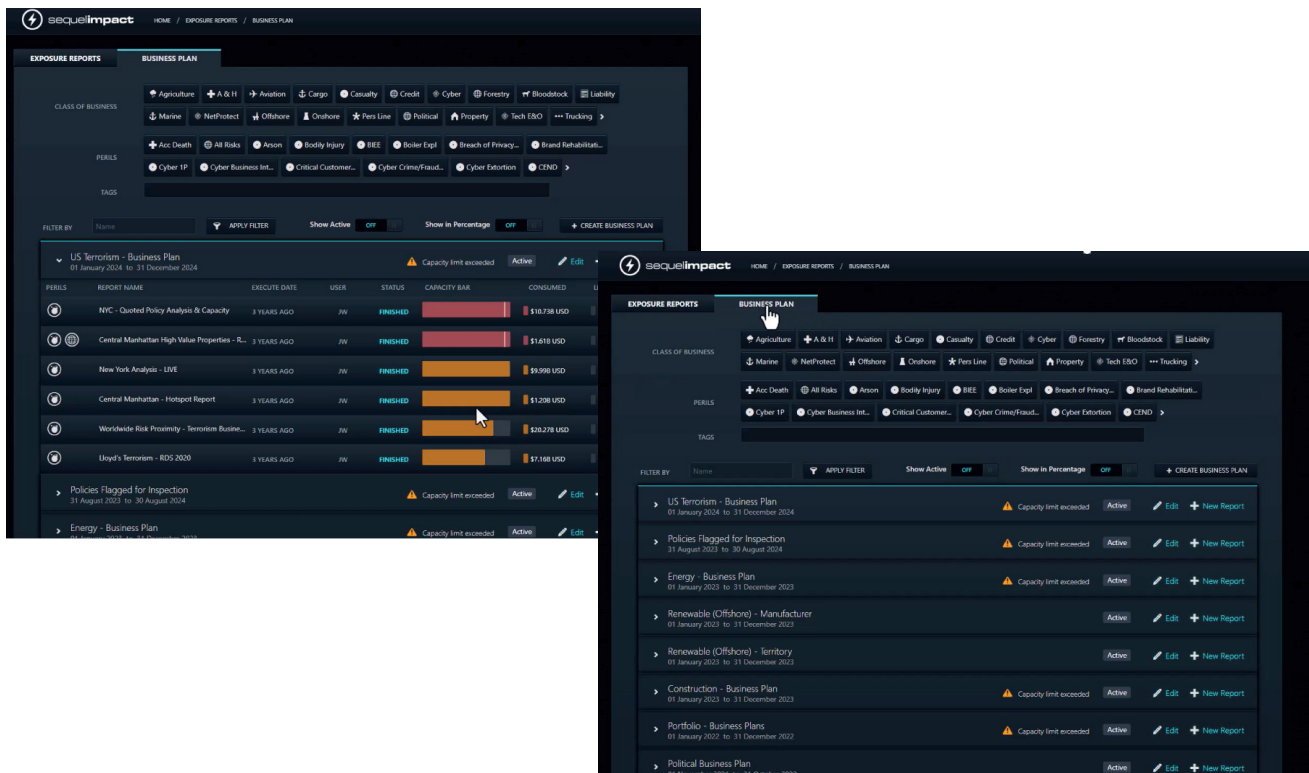 sequelimpact HOME / EXPOSURE REPORTS / BUSINESS PLAN
EXPOSURE REPORTS BUSINESS PLAN
CLASS OF BUSINESS
Agriculture A & H Aviation Cargo Casualty Credit Cyber Forestry Bloodstock Liability
Marine NetProtect Offshore Onshore Pers Line Political Property Tech E&O Trucking
PERILS
Acc Death All Risks Arson Bodily Injury BIEE Boiler Expl Breach of Privacy... Brand Rehabilitati...
Cyber 1P Cyber Business Int... Critical Customer... Cyber Crime/Fraud... Cyber Extortion CEND
TAGS
FILTER BY Name APPLY FILTER Show Active OFF Show in Percentage OFF + CREATE BUSINESS PLAN
US Terrorism - Business Plan Capacity limit exceeded Active Edit
01 January 2024 to 31 December 2024
PERILS REPORT NAME EXECUTE DATE USER STATUS CAPACITY BAR CONSUMED
NYC - Quoted Policy Analysis & Capacity 3 YEARS AGO JW FINISHED $10.73B USD
Central Manhattan High Value Properties - R... 3 YEARS AGO JW FINISHED $1.61B USD
New York Analysis - LIVE 3 YEARS AGO JW FINISHED $9.99B USD
Central Manhattan - Hotspot Report 3 YEARS AGO JW FINISHED $1.20B USD
Worldwide Risk Proximity - Terrorism Busine... 3 YEARS AGO JW FINISHED $20.27B USD
Lloyd's Terrorism - RDS 2020 3 YEARS AGO JW FINISHED $7.16B USD
Policies Flagged for Inspection Capacity limit exceeded Active Edit
31 August 2023 to 30 August 2024
Energy - Business Plan Capacity limit exceeded Active Edit
01 January 2023 to 31 December 2023
sequelimpact HOME / EXPOSURE REPORTS / BUSINESS PLAN
EXPOSURE REPORTS BUSINESS PLAN
CLASS OF BUSINESS
Agriculture A & H Aviation Cargo Casualty Credit Cyber Forestry Bloodstock Liability
Marine NetProtect Offshore Onshore Pers Line Political Property Tech E&O Trucking
PERILS
Acc Death All Risks Arson Bodily Injury BIEE Boiler Expl Breach of Privacy... Brand Rehabilitati...
Cyber 1P Cyber Business Int... Critical Customer... Cyber Crime/Fraud... Cyber Extortion CEND
TAGS
FILTER BY Name APPLY FILTER Show Active OFF Show in Percentage OFF + CREATE BUSINESS PLAN
US Terrorism - Business Plan Capacity limit exceeded Active Edit + New Report
01 January 2024 to 31 December 2024
Policies Flagged for Inspection Capacity limit exceeded Active Edit + New Report
31 August 2023 to 30 August 2024
Energy - Business Plan Capacity limit exceeded Active Edit + New Report
01 January 2023 to 31 December 2023
Renewable (Offshore) - Manufacturer Active Edit + New Report
01 January 2023 to 31 December 2023
Renewable (Offshore) - Territory Active Edit + New Report
01 January 2023 to 31 December 2023
Construction - Business Plan Capacity limit exceeded Active Edit + New Report
01 January 2023 to 31 December 2023
Portfolio - Business Plans Capacity limit exceeded Active Edit + New Report
01 January 2022 to 31 December 2022
Political Business Plan Active Edit + New Report